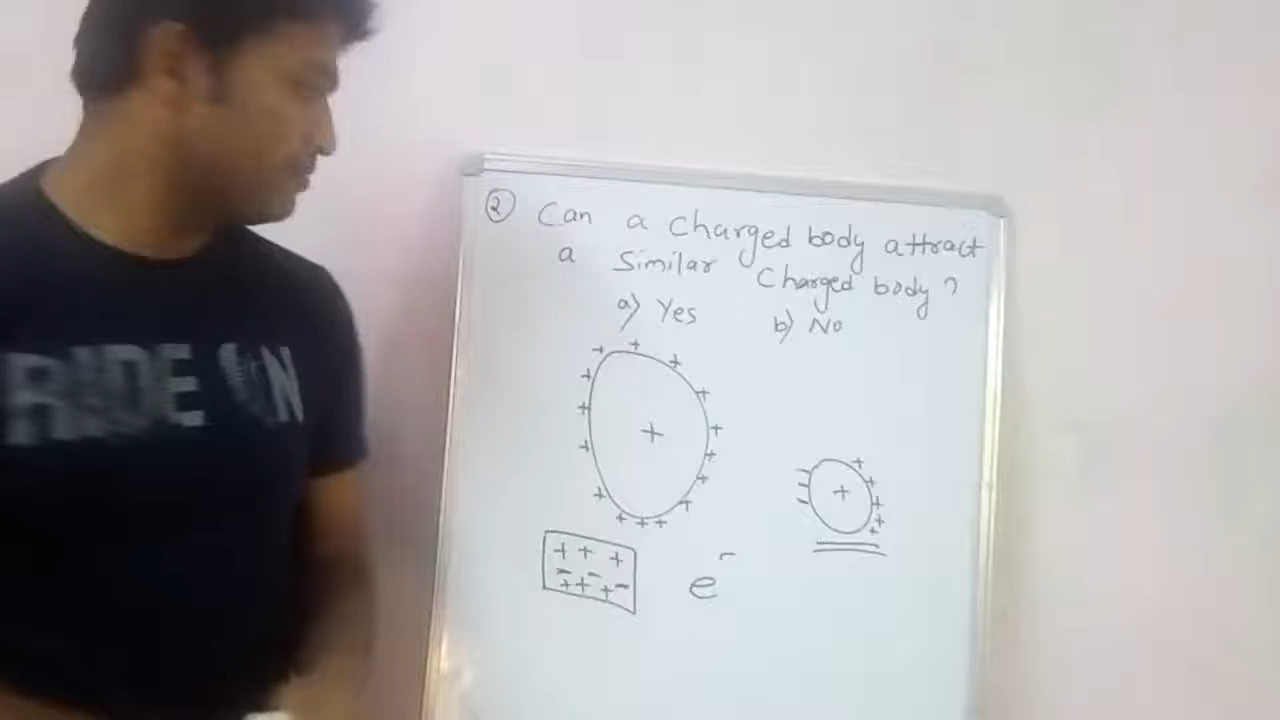 RIDE ON
② Can a Charged body attract
a Similar Charged body?
a) Yes b) No
+ + +
+ +
+ +
+ + +
+ +
+ +
+ +
+ + +
+
- - - + + + + +
+
+ + +
- - -
+ + + -
e⁻